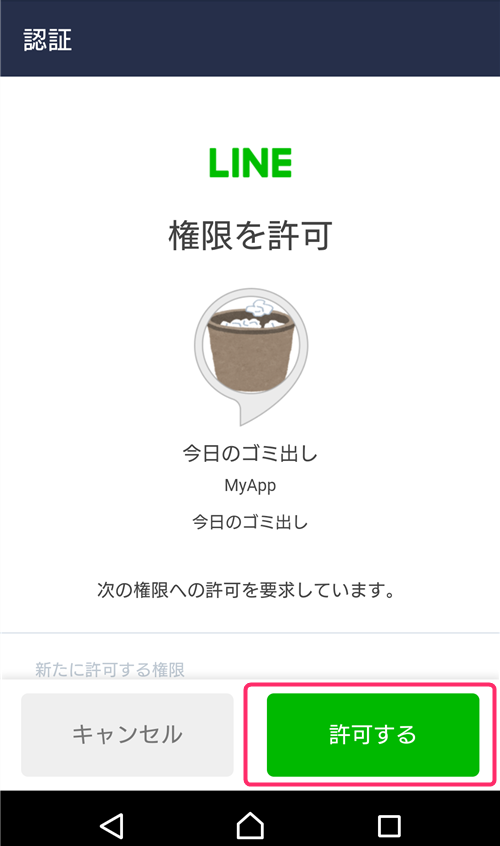 認証
LINE
権限を許可
今日のゴミ出し
MyApp
今日のゴミ出し
次の権限への許可を要求しています。
新たに許可する権限
キャンセル
許可する